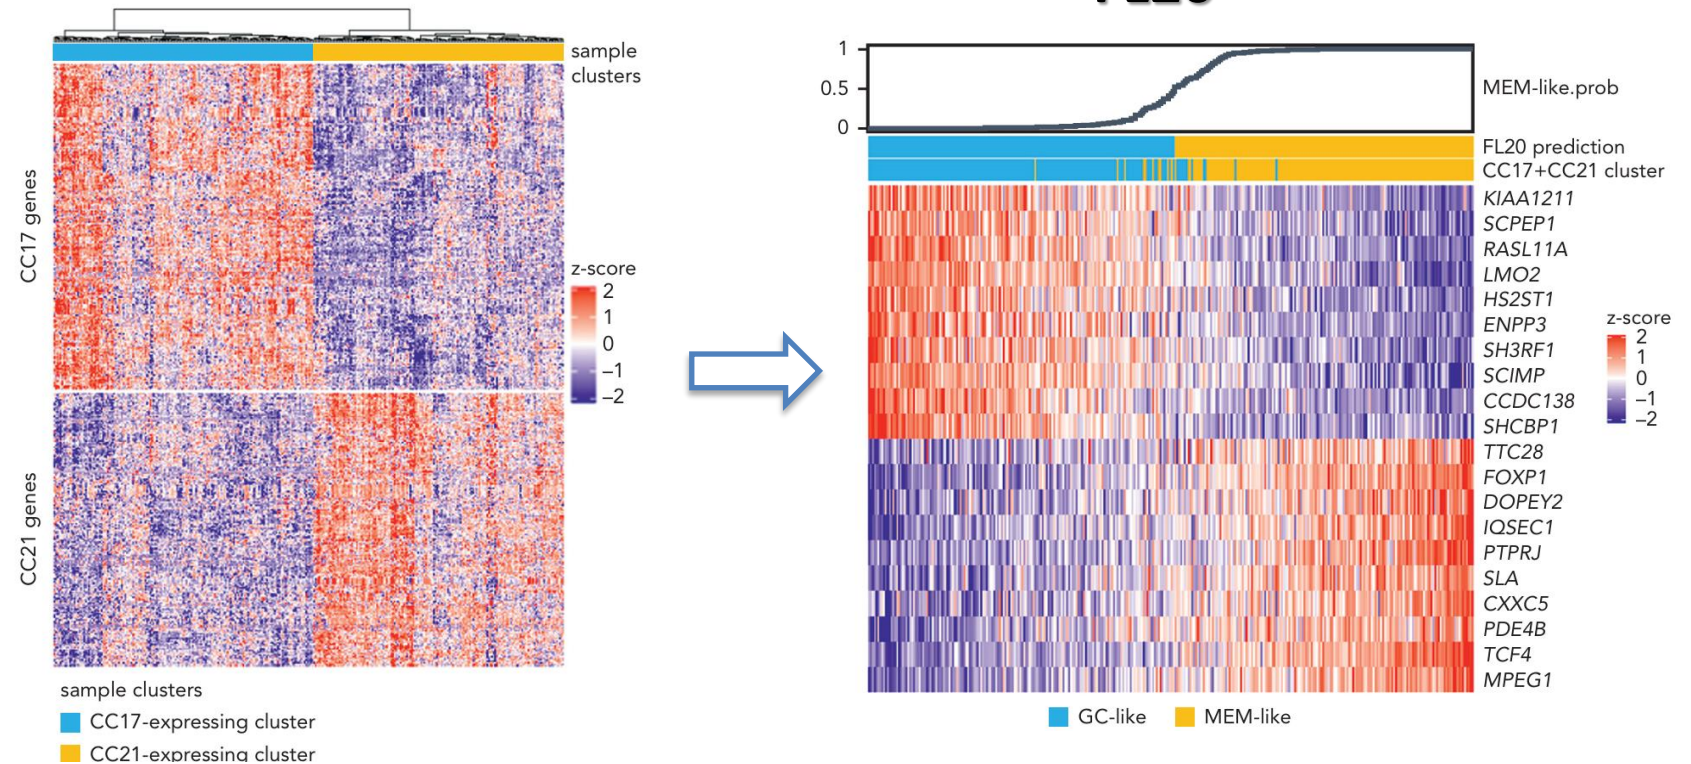 sample
clusters
CC17 genes
CC21 genes
z-score
2
1
0
–1
–2
sample clusters
CC17-expressing cluster
CC21-expressing cluster
1
0.5
0
MEM-like.prob
FL20 prediction
CC17+CC21 cluster
KIAA1211
SCPEP1
RASL11A
LMO2
HS2ST1
ENPP3
SH3RF1
SCIMP
CCDC138
SHCBP1
TTC28
FOXP1
DOPEY2
IQSEC1
PTPRJ
SLA
CXXC5
PDE4B
TCF4
MPEG1
z-score
2
1
0
–1
–2
GC-like
MEM-like